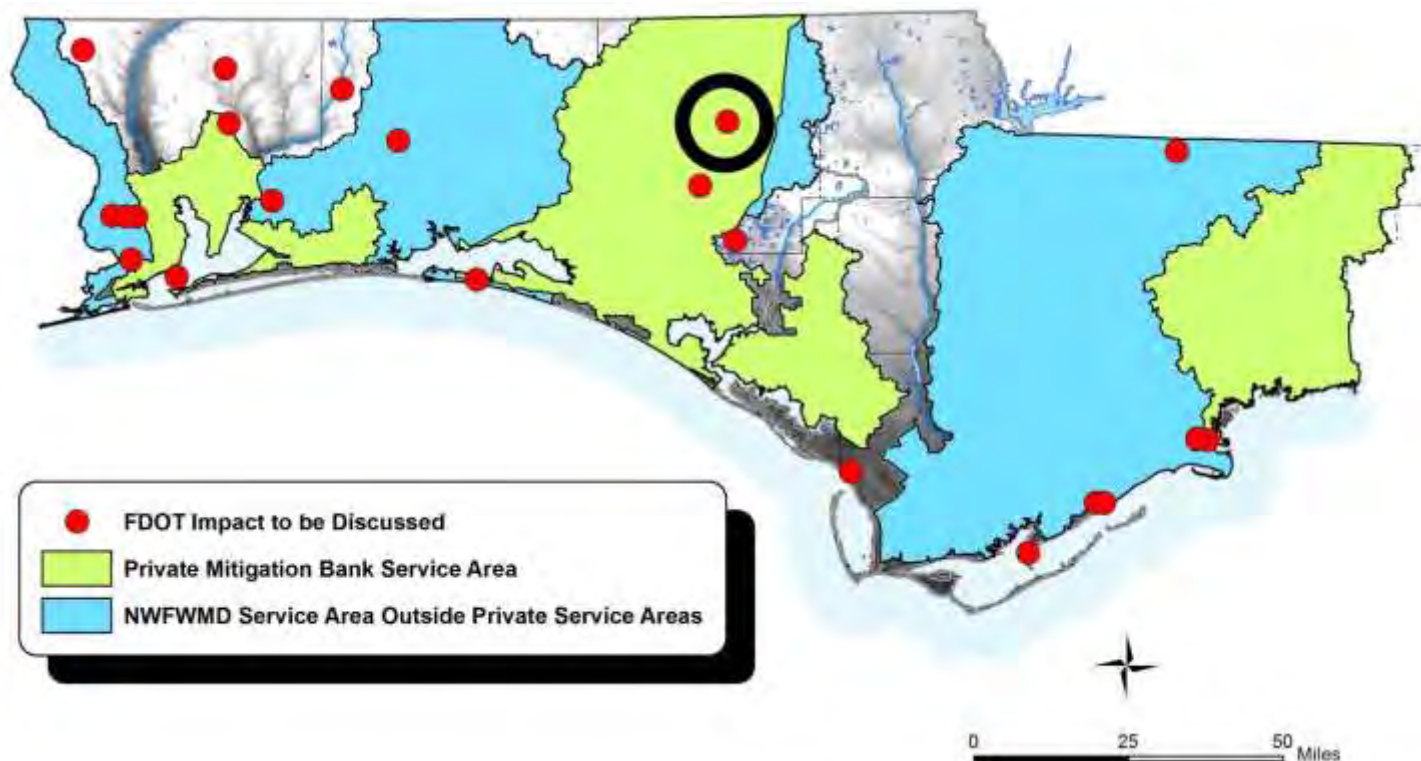 FDOT Impact to be Discussed
Private Mitigation Bank Service Area
NWFWMD Service Area Outside Private Service Areas
0 25 50 Miles